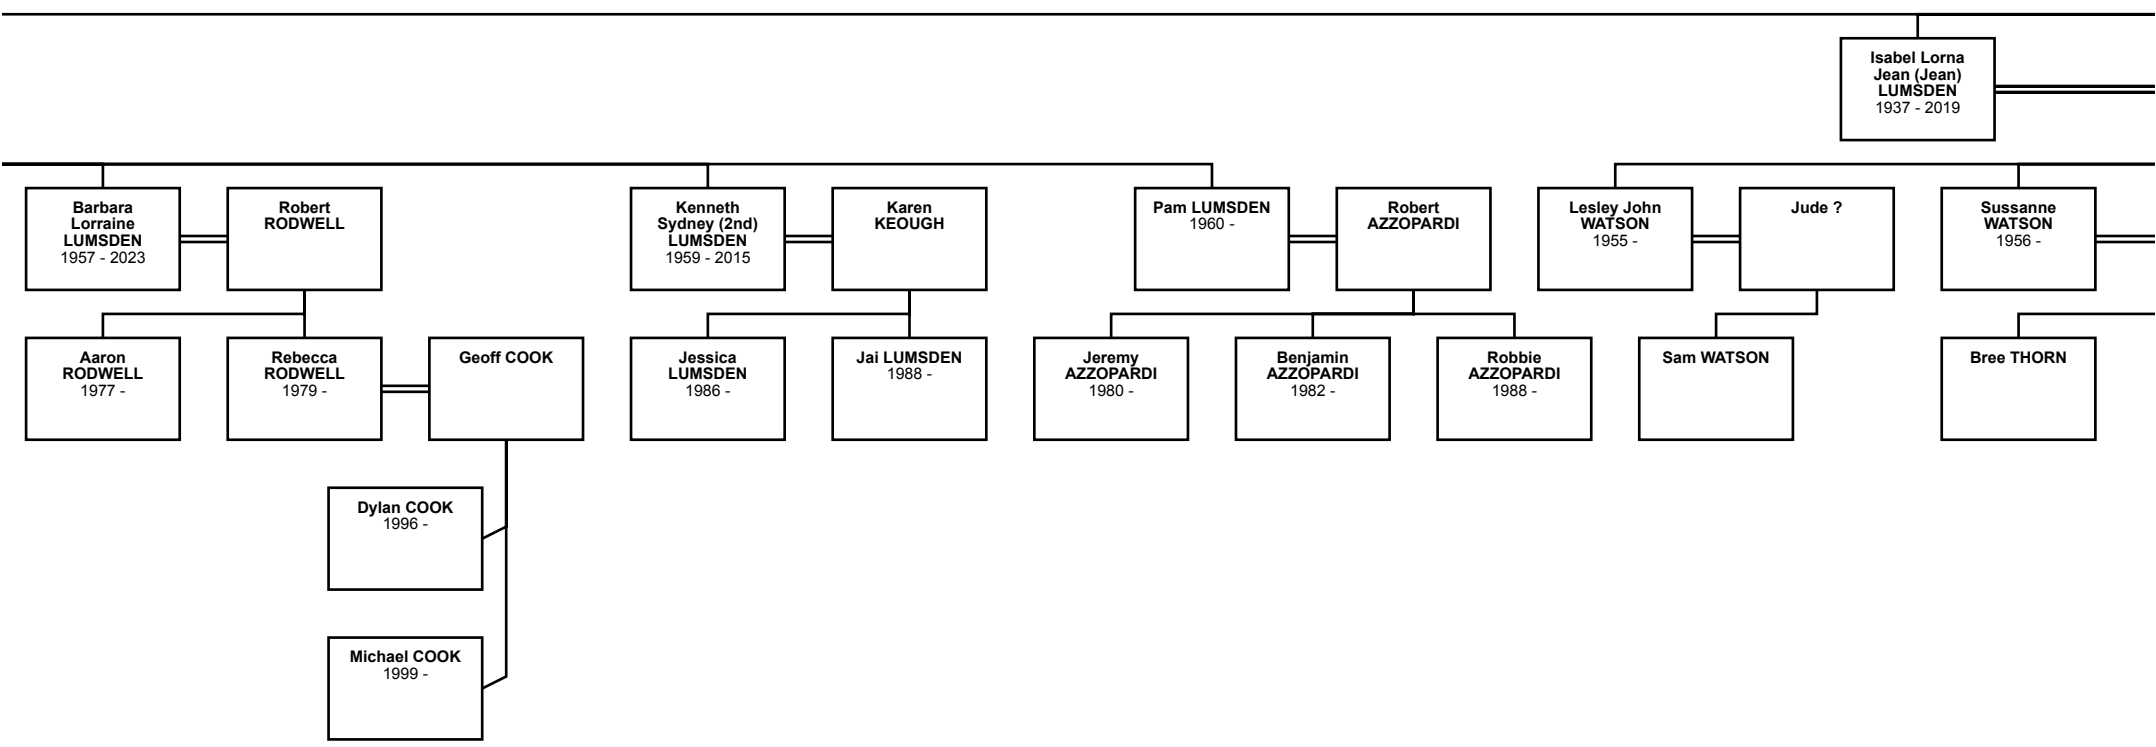 Isabel Lorna
Jean (Jean)
LUMSDEN
1937 - 2019
Barbara
Lorraine
LUMSDEN
1957 - 2023
Robert
RODWELL
Kenneth
Sydney (2nd)
LUMSDEN
1959 - 2015
Karen
KEOUGH
Pam LUMSDEN
1960 -
Robert
AZZOPARDI
Lesley John
WATSON
1955 -
Jude ?
Sussanne
WATSON
1956 -
Aaron
RODWELL
1977 -
Rebecca
RODWELL
1979 -
Geoff COOK
Jessica
LUMSDEN
1986 -
Jai LUMSDEN
1988 -
Jeremy
AZZOPARDI
1980 -
Benjamin
AZZOPARDI
1982 -
Robbie
AZZOPARDI
1988 -
Sam WATSON
Bree THORN
Dylan COOK
1996 -
Michael COOK
1999 -